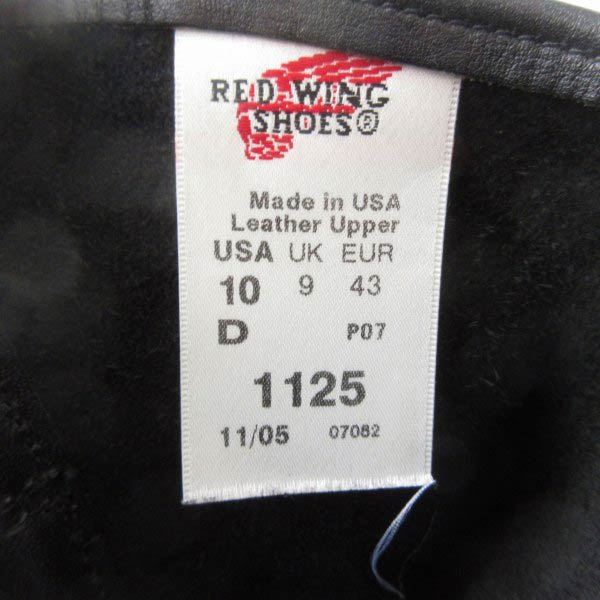 RED WING
SHOES®
Made in USA
Leather Upper
USA UK EUR
10 9 43
D P07
1125
11/05 07082